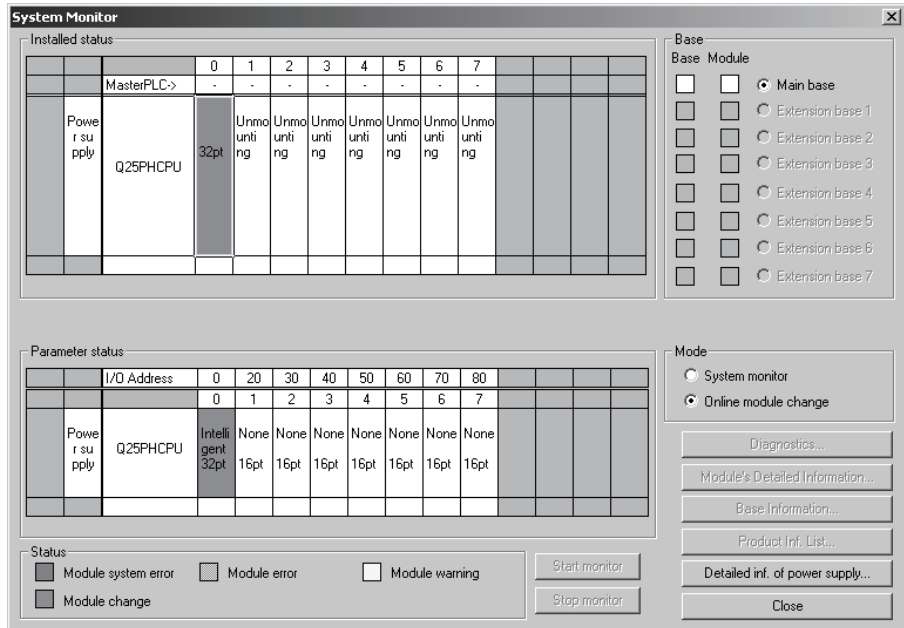 System Monitor
Installed status
0 1 2 3 4 5 6 7
MasterPLC-> - - - - - - - -
Powe
r su
pply
Q25PHCPU
32pt
Unmo
unti
ng
Unmo
unti
ng
Unmo
unti
ng
Unmo
unti
ng
Unmo
unti
ng
Unmo
unti
ng
Unmo
unti
ng
Base
Base Module
Main base
Extension base 1
Extension base 2
Extension base 3
Extension base 4
Extension base 5
Extension base 6
Extension base 7
Parameter status
I/O Address 0 20 30 40 50 60 70 80
0 1 2 3 4 5 6 7
Powe
r su
pply
Q25PHCPU
Intelli
gent
32pt
None None None None None None None
16pt 16pt 16pt 16pt 16pt 16pt 16pt
Mode
System monitor
Online module change
Diagnostics...
Module's Detailed Information...
Base Information...
Product Inf. List...
Detailed inf. of power supply...
Close
Status
Module system error Module error Module warning
Module change
Start monitor
Stop monitor